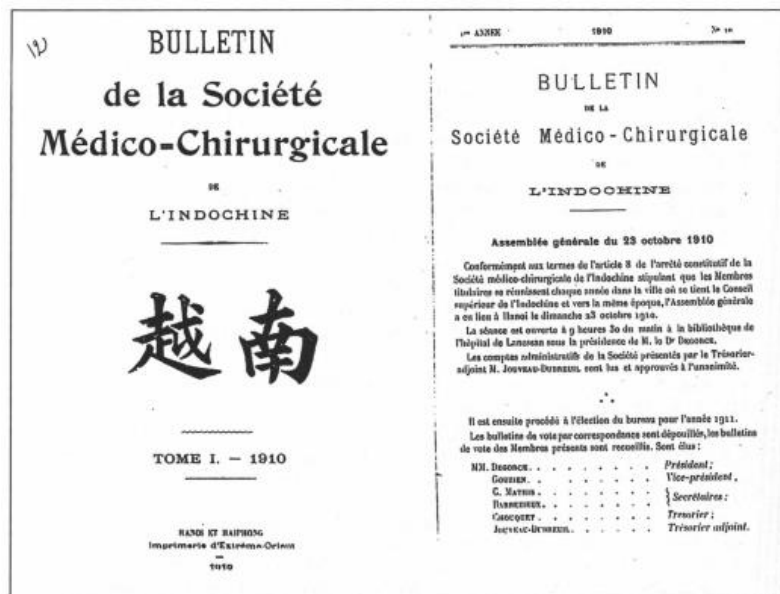 BULLETIN
de la Société
Médico-Chirurgicale
DE
L'INDOCHINE
越南
TOME I. — 1910
HANOI ET HAIPHONG
Imprimerie d'Extrême-Orient
1910
1re ANNÉE 1910 No 10
BULLETIN
DE LA
Société Médico-Chirurgicale
DE
L'INDOCHINE
Assemblée générale du 23 octobre 1910
Conformément aux termes de l'article 8 de l'arrêté constitutif de la
Société médico-chirurgicale de l'Indochine stipulant que les Membres
titulaires se réunissent chaque année dans la ville où se tient le Conseil
supérieur de l'Indochine et vers la même époque, l'Assemblée générale
a eu lieu à Hanoi le dimanche 23 octobre 1910.
La séance est ouverte à 9 heures 30 du matin à la bibliothèque de
l'hôpital de Lanessan sous la présidence de M. le Dr DEGORCE.
Les comptes administratifs de la Société présentés par le Trésorier-
adjoint M. JOUVEAU-DUBREUIL sont lus et approuvés à l'unanimité.
Il est ensuite procédé à l'élection du bureau pour l'année 1911.
Les bulletins de vote par correspondance sont dépouillés, les bulletins
de vote des Membres présents sont recueillis. Sont élus :
MM. DEGORCE. . . . . . . . Président ;
GOUZIEN. . . . . . . . Vice-président.
C. MATHIS . . . . . . . .
BARBEZIEUX. . . . . . . . } Secrétaires ;
CHOCQUET . . . . . . . . Tresorier ;
JOUVEAU-DUBREUIL. . . . . . Trésorier adjoint.